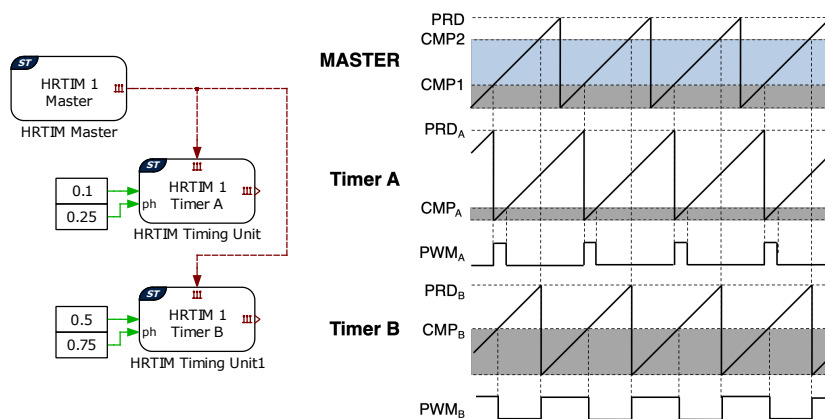 ST
HRTIM 1
Master
HRTIM Master
0.1
0.25
ph
ST
HRTIM 1
Timer A
HRTIM Timing Unit
0.5
0.75
ph
ST
HRTIM 1
Timer B
HRTIM Timing Unit1
MASTER
PRD
CMP2
CMP1
Timer A
PRDA
CMPA
PWMA
Timer B
PRDB
CMPB
PWMB